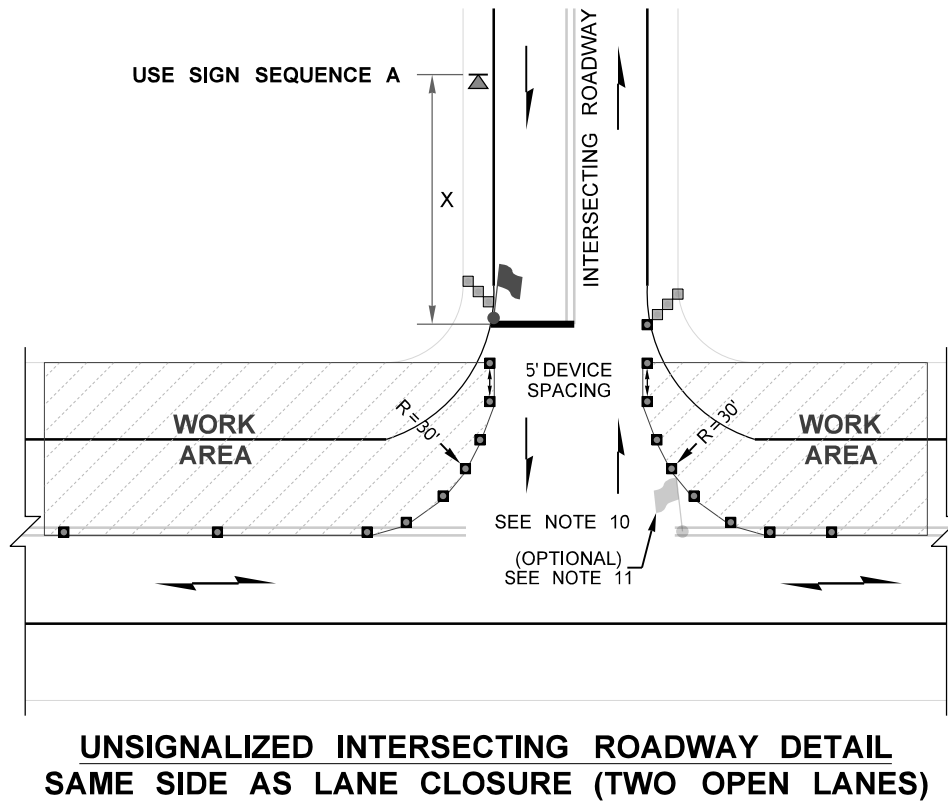 USE SIGN SEQUENCE A
INTERSECTING ROADWAY
X
5' DEVICE
SPACING
R = 30'
R = 30'
WORK
AREA
WORK
AREA
SEE NOTE 10
(OPTIONAL)
SEE NOTE 11
UNSIGNALIZED INTERSECTING ROADWAY DETAIL
SAME SIDE AS LANE CLOSURE (TWO OPEN LANES)